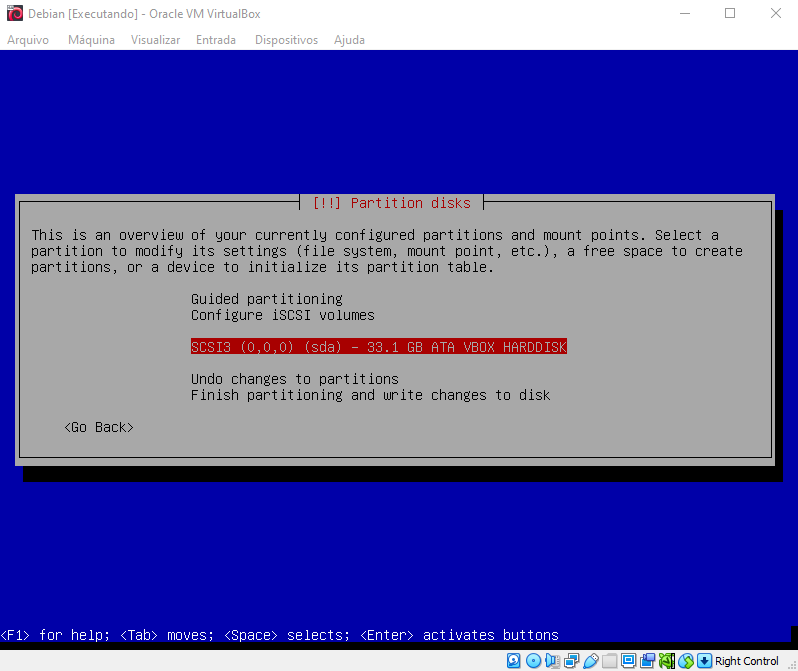 Debian [Executando] - Oracle VM VirtualBox
Arquivo Máquina Visualizar Entrada Dispositivos Ajuda
[!!] Partition disks
This is an overview of your currently configured partitions and mount points. Select a
partition to modify its settings (file system, mount point, etc.), a free space to create
partitions, or a device to initialize its partition table.
Guided partitioning
Configure iSCSI volumes
SCSI3 (0,0,0) (sda) - 33.1 GB ATA VBOX HARDDISK
Undo changes to partitions
Finish partitioning and write changes to disk
<Go Back>
<F1> for help; <Tab> moves; <Space> selects; <Enter> activates buttons
Right Control